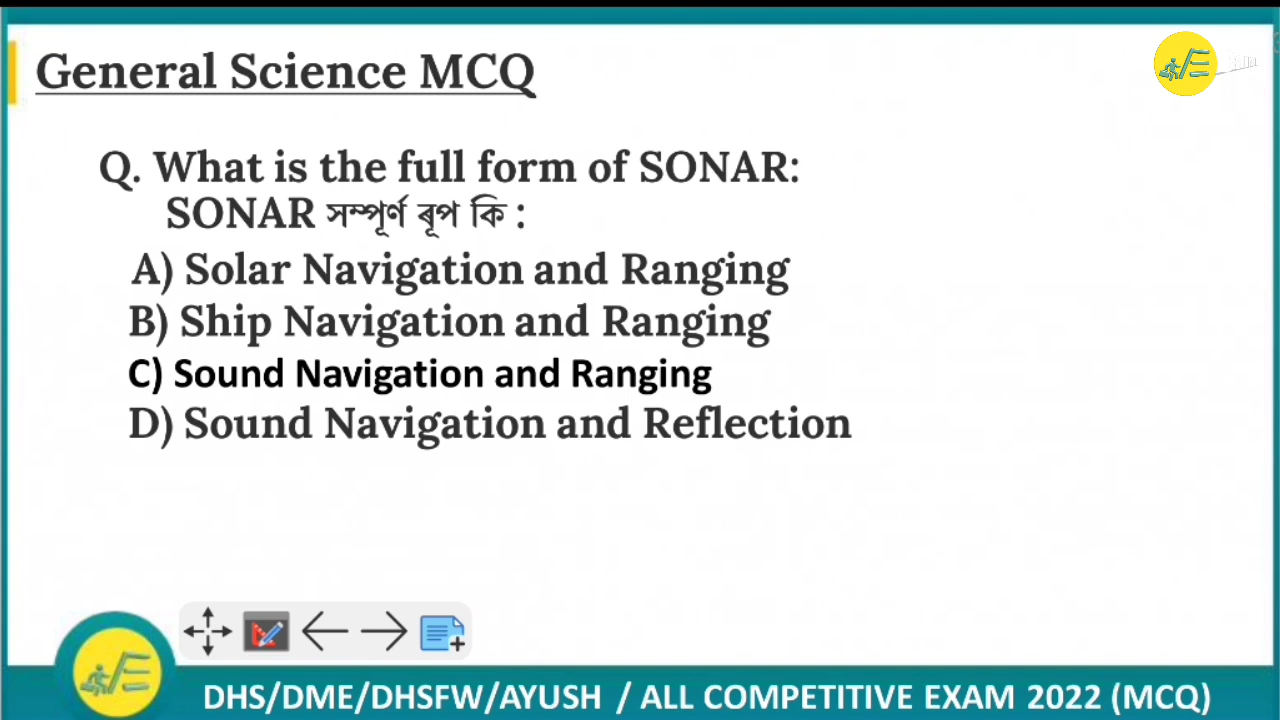 General Science MCQ
Q. What is the full form of SONAR:
SONAR সম্পূৰ্ণ ৰূপ কি :
A) Solar Navigation and Ranging
B) Ship Navigation and Ranging
C) Sound Navigation and Ranging
D) Sound Navigation and Reflection
DHS/DME/DHSFW/AYUSH / ALL COMPETITIVE EXAM 2022 (MCQ)